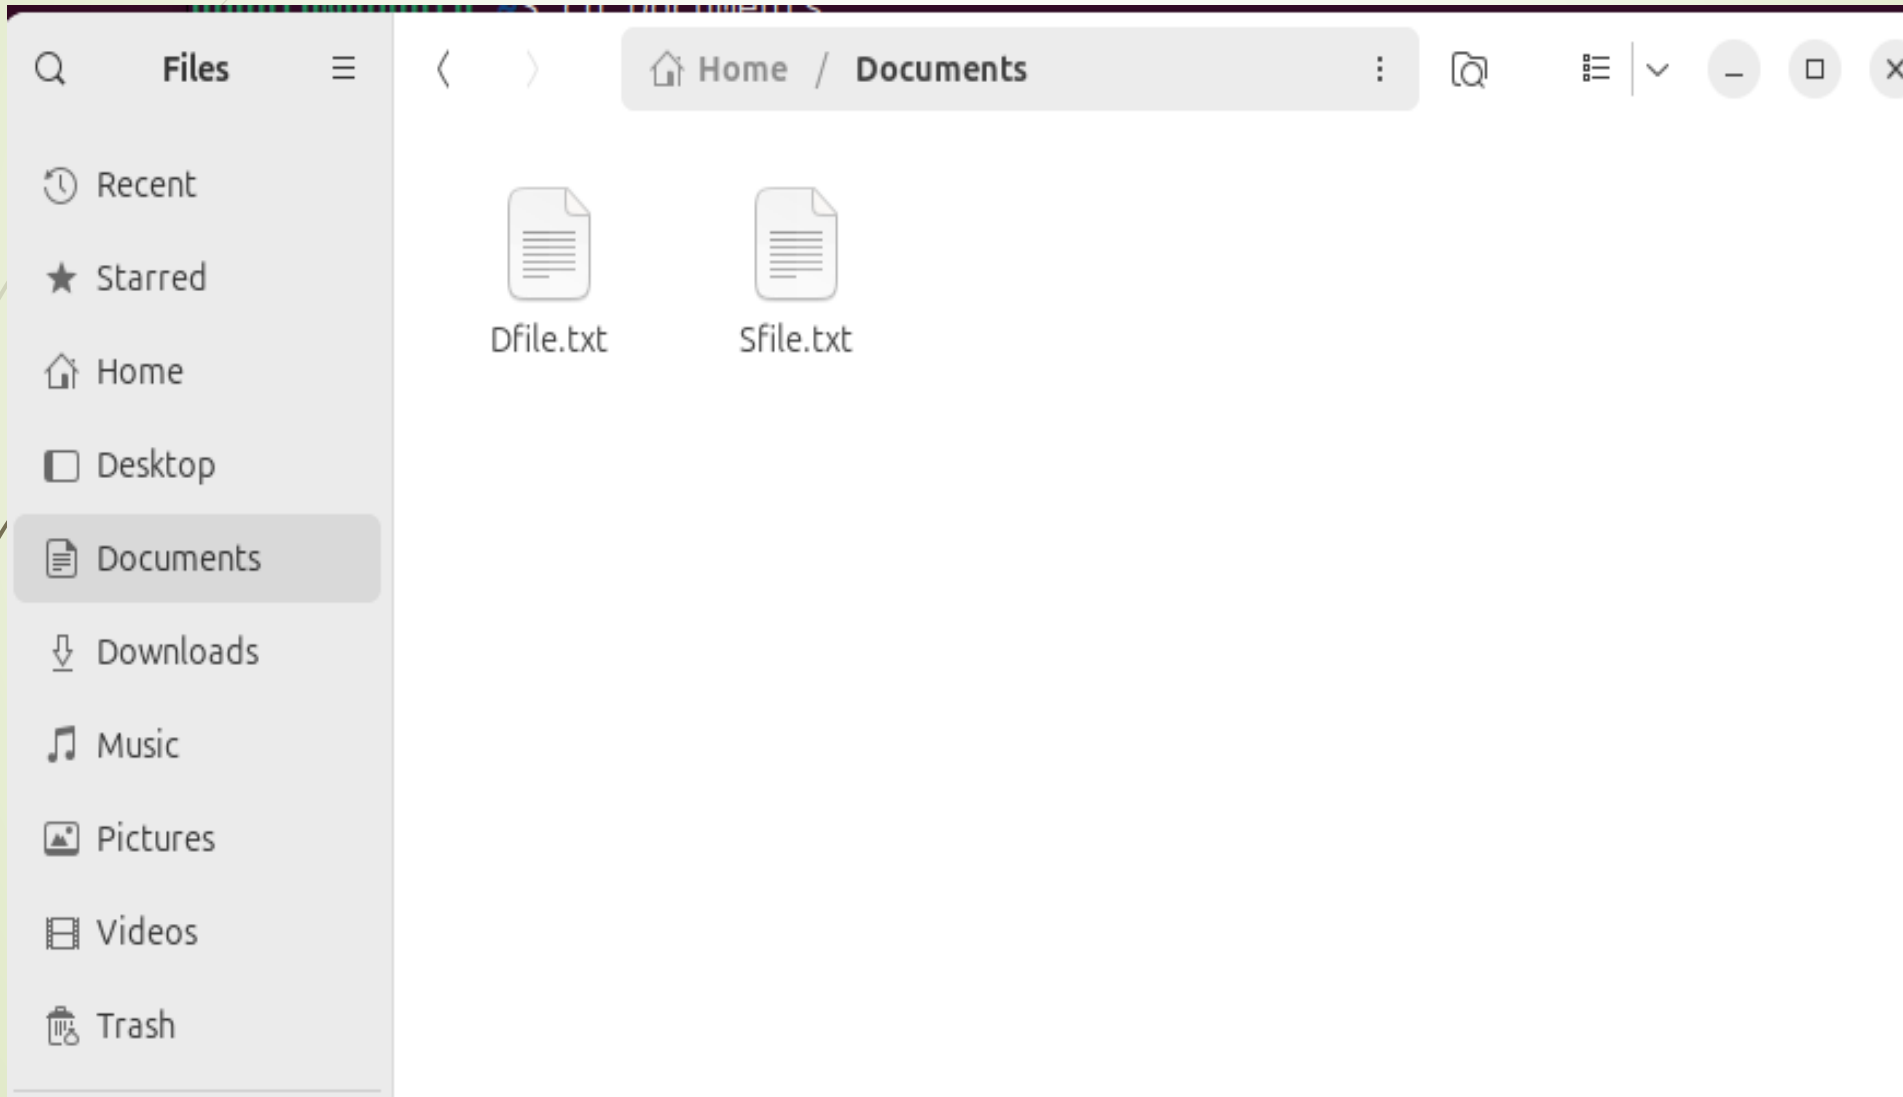 Files
Home / Documents
Recent
Starred
Home
Desktop
Documents
Downloads
Music
Pictures
Videos
Trash
Dfile.txt
Sfile.txt